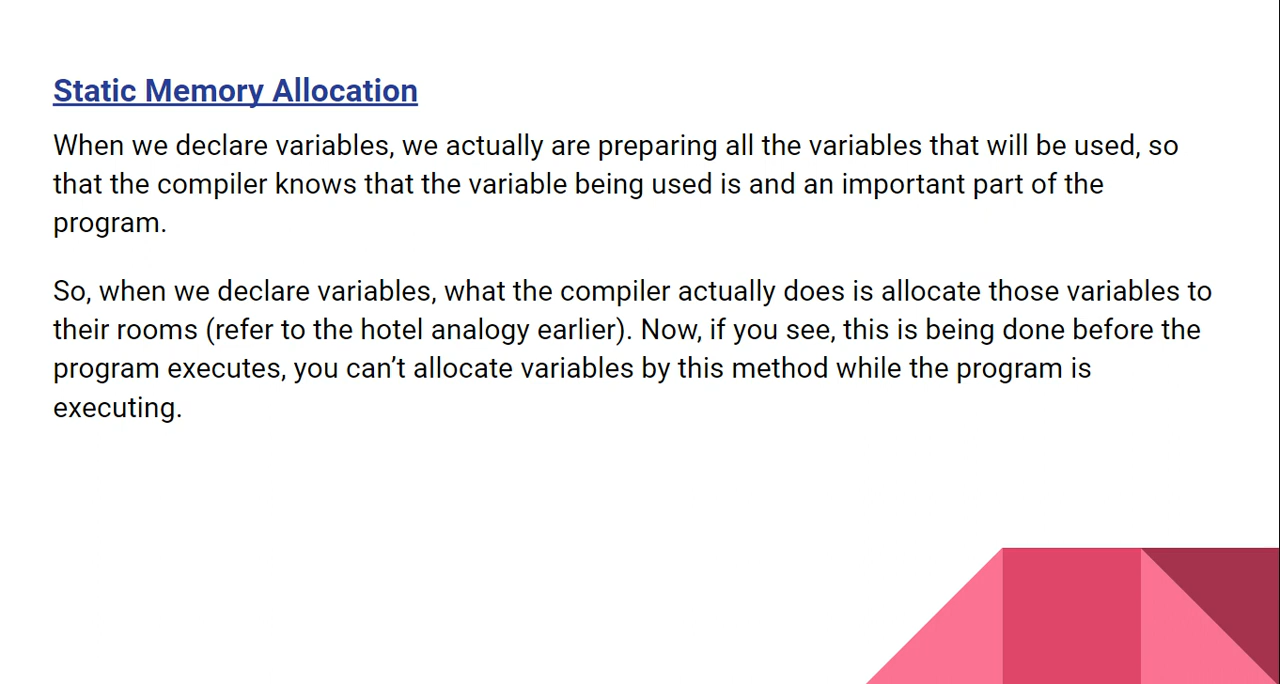 Static Memory Allocation
When we declare variables, we actually are preparing all the variables that will be used, so
that the compiler knows that the variable being used is and an important part of the
program.
So, when we declare variables, what the compiler actually does is allocate those variables to
their rooms (refer to the hotel analogy earlier). Now, if you see, this is being done before the
program executes, you can’t allocate variables by this method while the program is
executing.